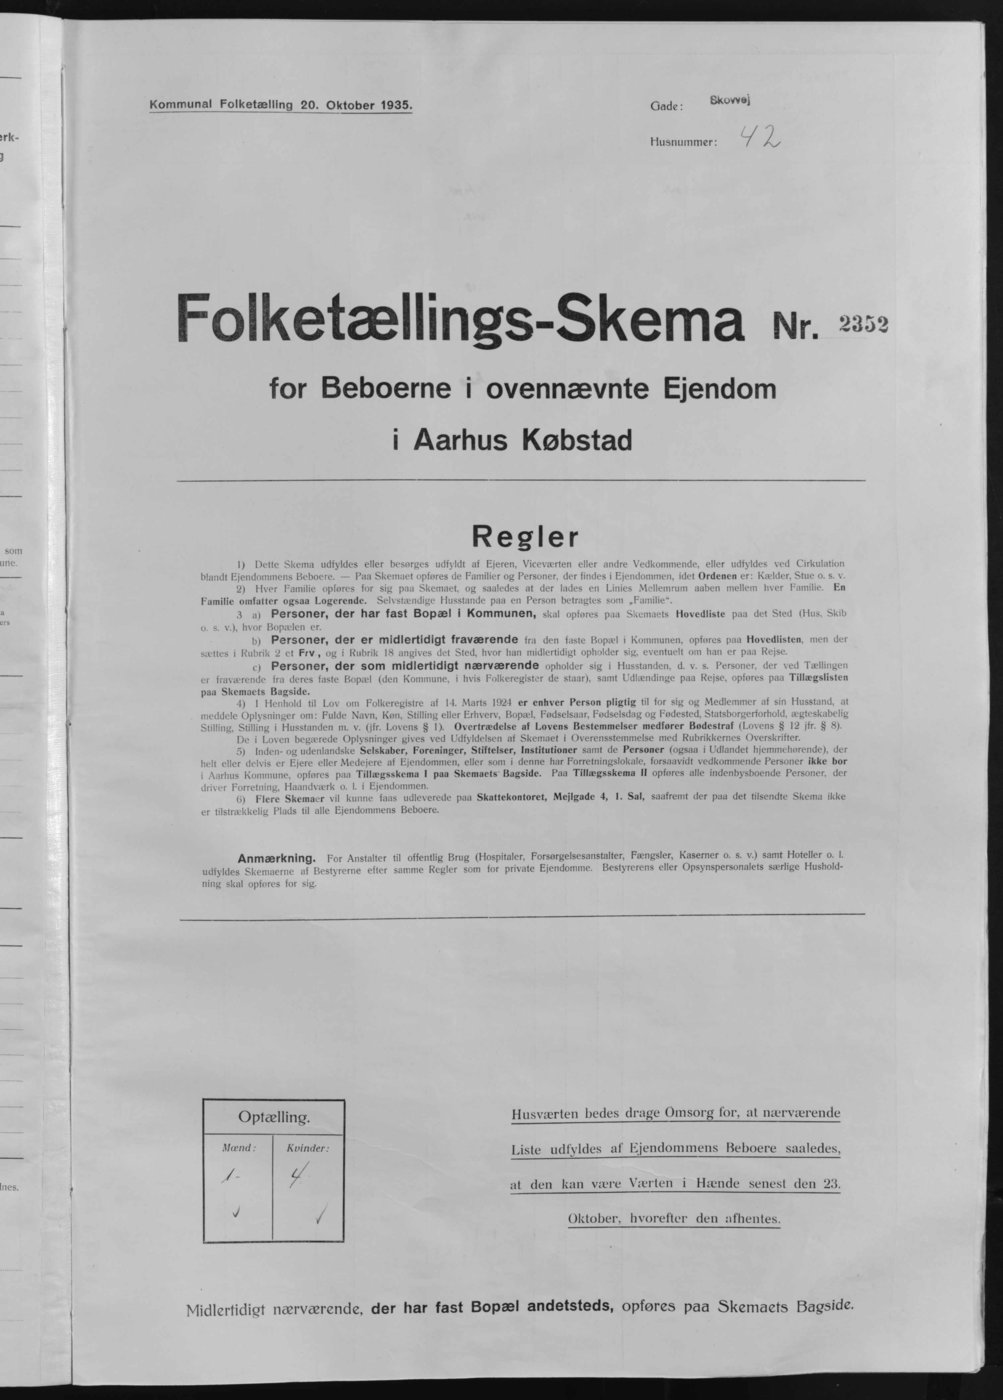 Kommunal Folketælling 20. Oktober 1935.
Gade: Skovvej
Husnummer: 42
Folketællings-Skema Nr. 2352
for Beboerne i ovennævnte Ejendom
i Aarhus Købstad
Regler
1) Dette Skema udfyldes eller besørges udfyldt af Ejeren, Viceværten eller andre Vedkommende, eller udfyldes ved Cirkulation
blandt Ejendommens Beboere. — Paa Skemaet opføres de Familier og Personer, der findes i Ejendommen, idet Ordenen er: Kælder, Stue o. s. v.
2) Hver Familie opføres for sig paa Skemaet, og saaledes at der lades en Linies Mellemrum aaben mellem hver Familie. En
Familie omfatter ogsaa Logerende. Selvstændige Husstande paa en Person betragtes som „Familie“.
3 a) Personer, der har fast Bopæl i Kommunen, skal opføres paa Skemaets Hovedliste paa det Sted (Hus, Skib
o. s. v.), hvor Bopælen er.
b) Personer, der er midlertidigt fraværende fra den faste Bopæl i Kommunen, opføres paa Hovedlisten, men der
sættes i Rubrik 2 et Frv., og i Rubrik 18 angives det Sted, hvor han midlertidigt opholder sig, eventuelt om han er paa Rejse.
c) Personer, der som midlertidigt nærværende opholder sig i Husstanden, d. v. s. Personer, der ved Tællingen
er fraværende fra deres faste Bopæl (den Kommune, i hvis Folkeregister de staar), samt Udlændinge paa Rejse, opføres paa Tillægslisten
paa Skemaets Bagside.
4) I Henhold til Lov om Folkeregistre af 14. Marts 1924 er enhver Person pligtig til for sig og Medlemmer af sin Husstand, at
meddele Oplysninger om: Fulde Navn, Køn, Stilling eller Erhverv, Bopæl, Fødselsaar, Fødselsdag og Fødested, Statsborgerforhold, ægteskabelig
Stilling, Stilling i Husstanden m. v. (jfr. Lovens § 1). Overtrædelse af Lovens Bestemmelser medfører Bødestraf (Lovens § 12 jfr. § 8).
De i Loven begærede Oplysninger gives ved Udfyldelsen af Skemaet i Overensstemmelse med Rubrikkernes Overskrifter.
5) Inden- og udenlandske Selskaber, Foreninger, Stiftelser, Institutioner samt de Personer (ogsaa i Udlandet hjemmehørende), der
helt eller delvis er Ejere eller Medejere af Ejendommen, eller som i denne har Forretningslokale, forsaavidt vedkommende Personer ikke bor
i Aarhus Kommune, opføres paa Tillægsskema I paa Skemaets Bagside. Paa Tillægsskema II opføres alle indenbysboende Personer, der
driver Forretning, Haandværk o. l. i Ejendommen.
6) Flere Skemaer vil kunne faas udleverede paa Skattekontoret, Mejlgade 4, 1. Sal, saafremt der paa det tilsendte Skema ikke
er tilstrækkelig Plads til alle Ejendommens Beboere.
Anmærkning. For Anstalter til offentlig Brug (Hospitaler, Forsørgelsesanstalter, Fængsler, Kaserner o. s. v.) samt Hoteller o. l.
udfyldes Skemaerne af Bestyrerne efter samme Regler som for private Ejendomme. Bestyrerens eller Opsynspersonalets særlige Hushold-
ning skal opføres for sig.
Optælling.
Mænd: Kvinder:
1- 4
Husværten bedes drage Omsorg for, at nærværende
Liste udfyldes af Ejendommens Beboere saaledes,
at den kan være Værten i Hænde senest den 23.
Oktober, hvorefter den afhentes.
Midlertidigt nærværende, der har fast Bopæl andetsteds, opføres paa Skemaets Bagside.